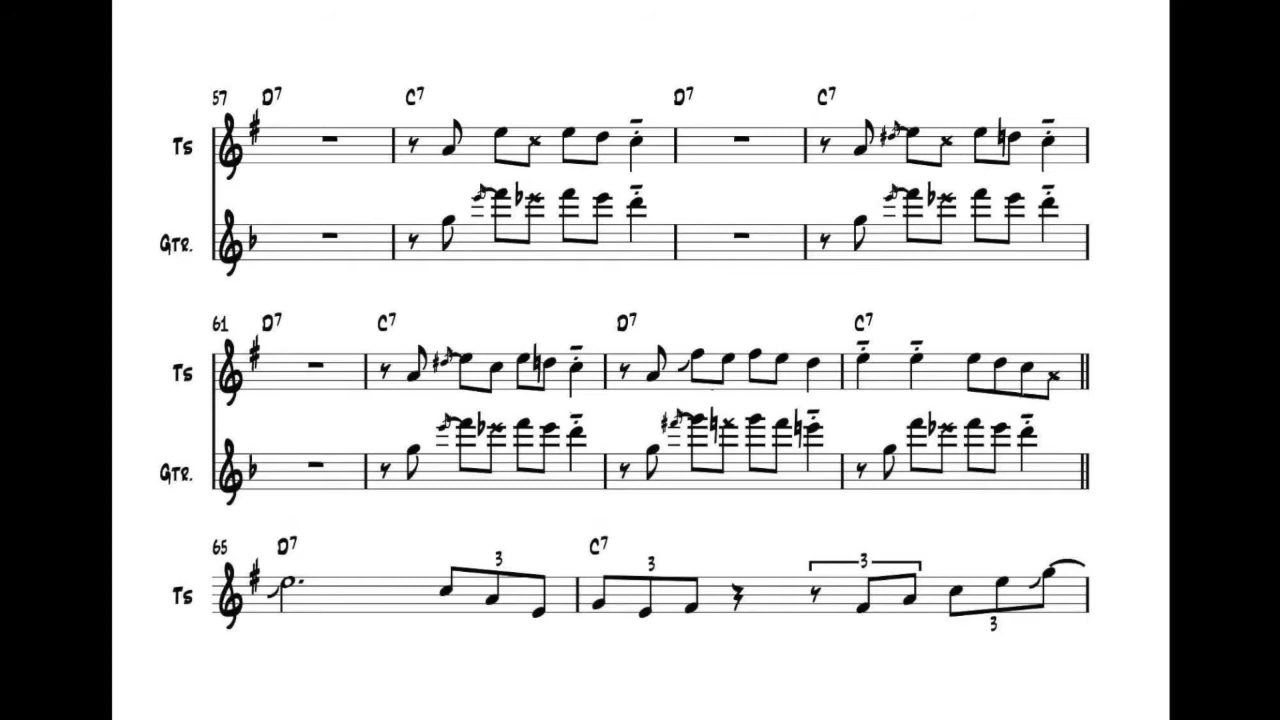 57 D7 C7 D7 C7
Ts
Gtr.
61 D7 C7 D7 C7
Ts
Gtr.
65 D7 C7
3 3 3
Ts
3